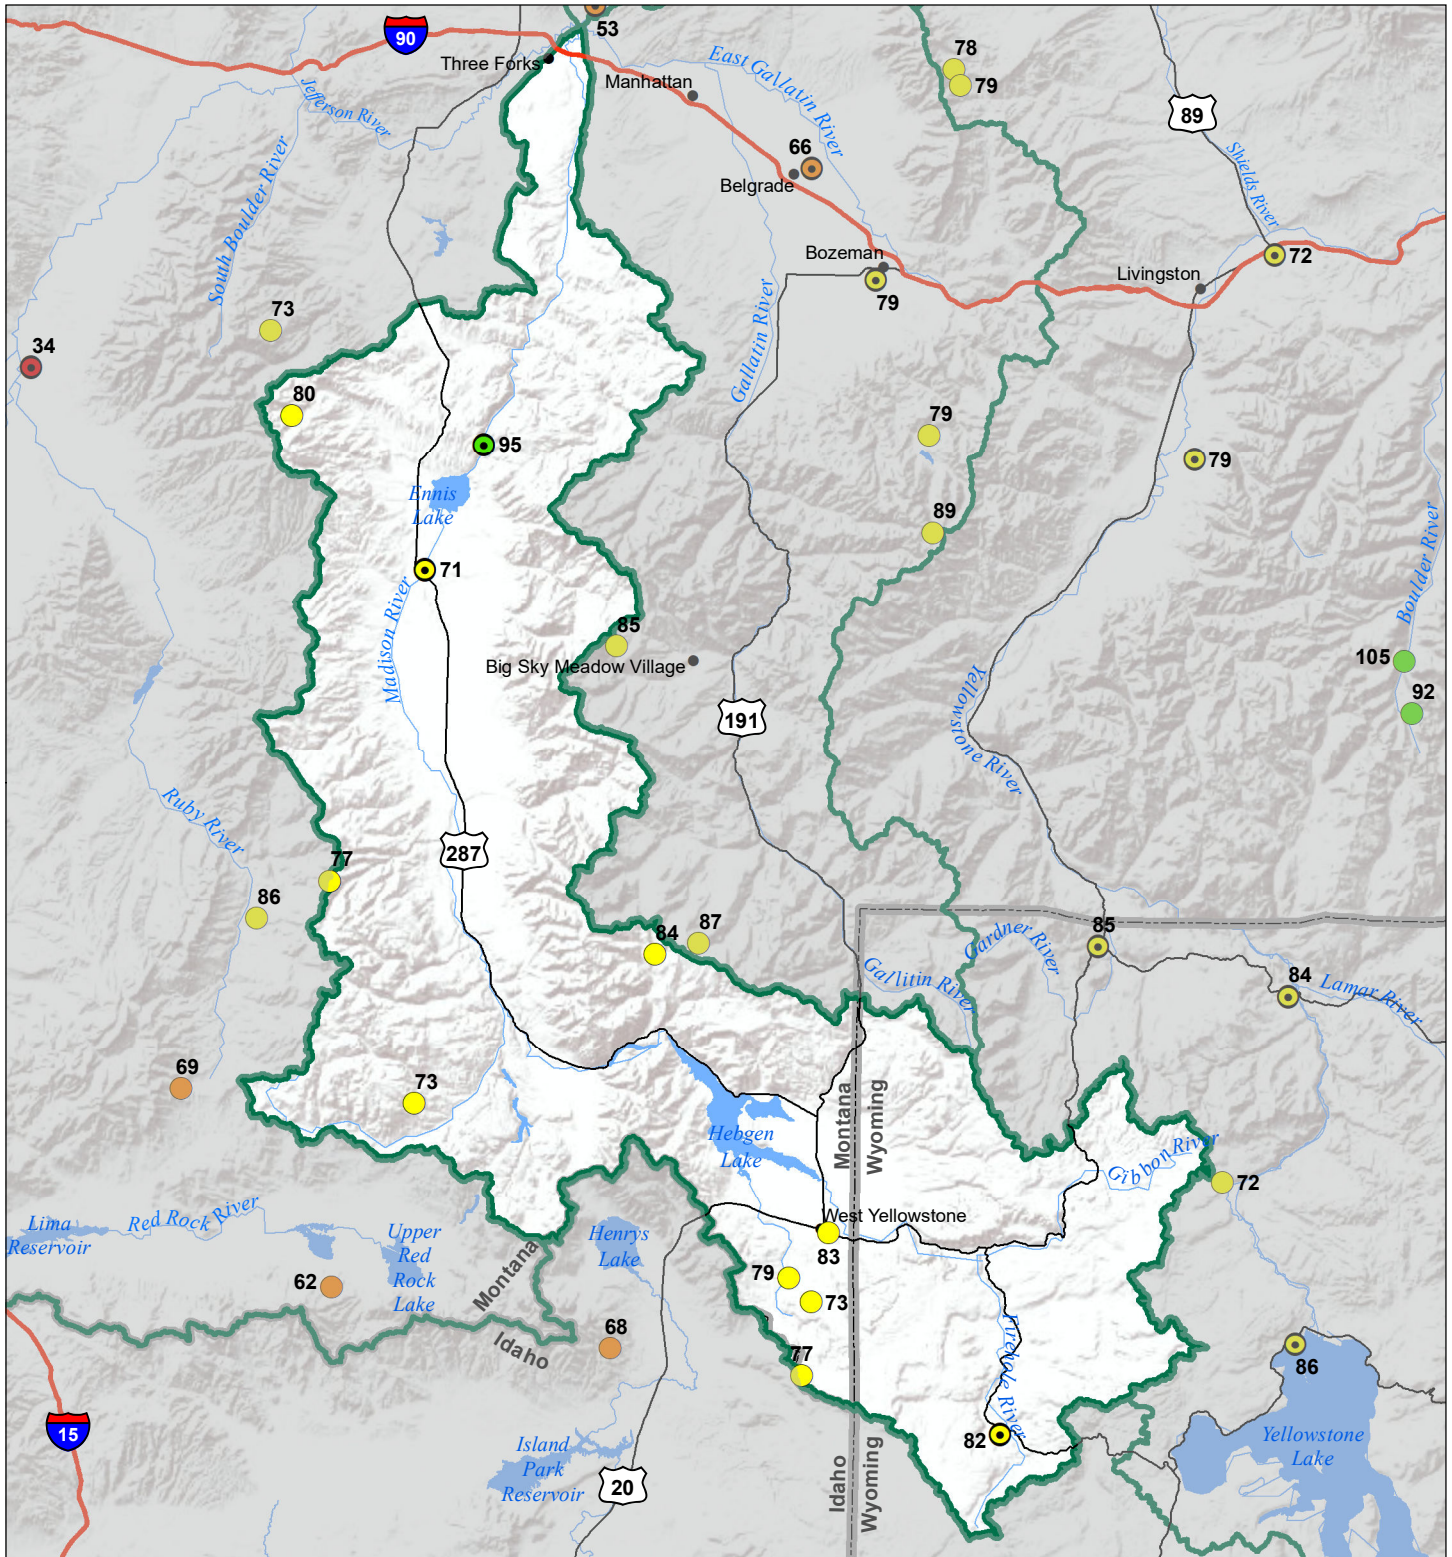 53
90
Three Forks
East Gallatin River
78
79
Manhattan
Jefferson River
89
66
Belgrade
Shields River
South Boulder River
Bozeman
79
72
Livingston
73
Gallatin River
34
80
79
95
79
Ennis
Lake
89
Boulder River
71
Madison River
85
Big Sky Meadow Village
105
92
191
Yellowstone River
Ruby River
287
77
86
84
87
85
Gardner River
Gallitin River
84
Lamar River
69
73
Montana
Wyoming
Hebgen
Lake
Gibbon River
72
Lima
Reservoir
Red Rock River
Upper
Red
Rock
Lake
Henrys
Lake
West Yellowstone
83
Montana
Idaho
62
79
73
68
77
Firehole River
86
15
82
Yellowstone
Lake
Island
Park
Reservoir
20
Idaho
Wyoming